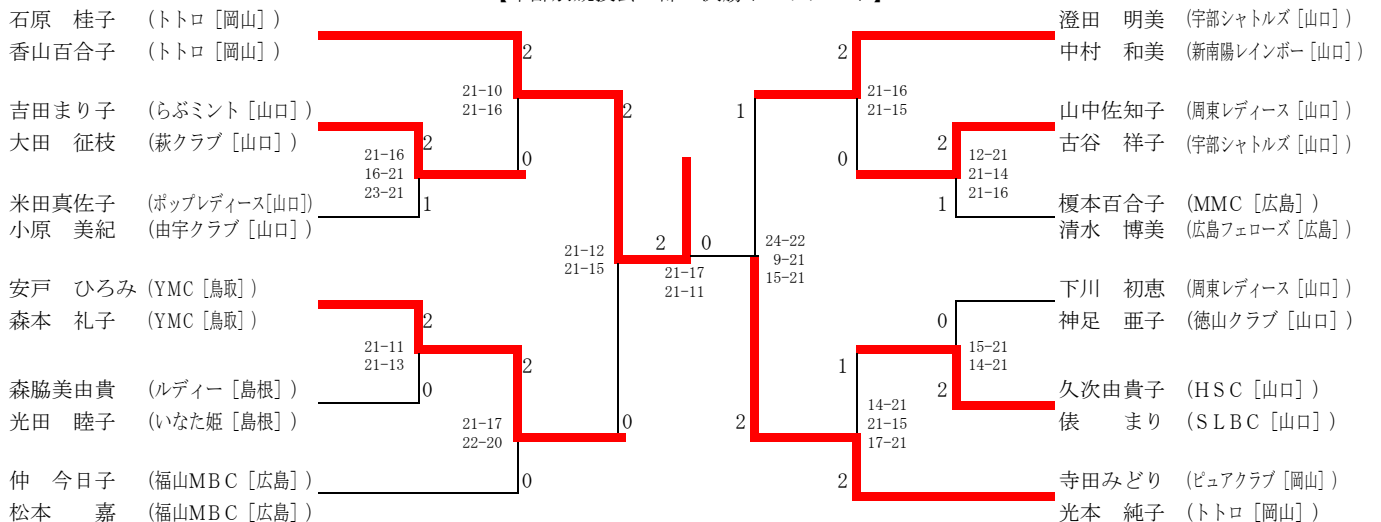 石原 桂子 (トトロ [岡山] )
香山百合子 (トトロ [岡山] )
2
21-10
21-16
吉田まり子 (らぶミント [山口] )
大田 征枝 (萩クラブ [山口] )
2
21-16
16-21
23-21
0
2
米田真佐子 (ポップレディース[山口])
小原 美紀 (由宇クラブ [山口] )
1
21-12
21-15
安戸 ひろみ (YMC [鳥取] )
森本 礼子 (YMC [鳥取] )
2
21-11
21-13
2
森脇美由貴 (ルディー [島根] )
光田 睦子 (いなた姫 [島根] )
0
21-17
22-20
0
仲 今日子 (福山MBC [広島] )
松本 嘉 (福山MBC [広島] )
0
2 0
21-17
21-11
澄田 明美 (宇部シャトルズ [山口] )
中村 和美 (新南陽レインボー [山口] )
2
21-16
21-15
1
山中佐知子 (周東レディース [山口] )
古谷 祥子 (宇部シャトルズ [山口] )
2
12-21
21-14
21-16
0
榎本百合子 (MMC [広島] )
清水 博美 (広島フェローズ [広島] )
1
24-22
9-21
15-21
下川 初恵 (周東レディース [山口] )
神足 亜子 (徳山クラブ [山口] )
0
15-21
14-21
1
久次由貴子 (HSC [山口] )
俵 まり (SLBC [山口] )
2
14-21
21-15
17-21
2
寺田みどり (ピュアクラブ [岡山] )
光本 純子 (トトロ [岡山] )
2